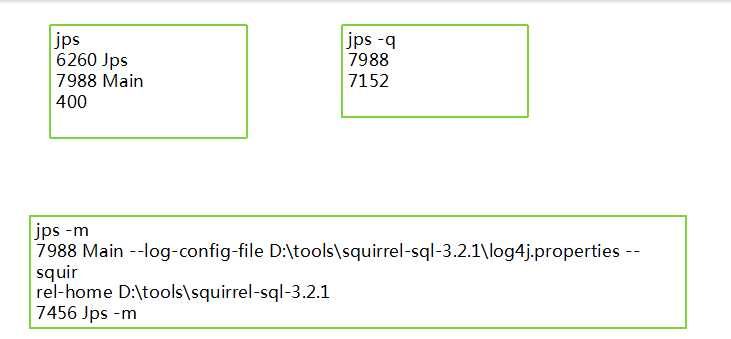 jps
6260 Jps
7988 Main
400
jps -q
7988
7152
jps -m
7988 Main --log-config-file D:\tools\squirrel-sql-3.2.1\log4j.properties --
squir
rel-home D:\tools\squirrel-sql-3.2.1
7456 Jps -m